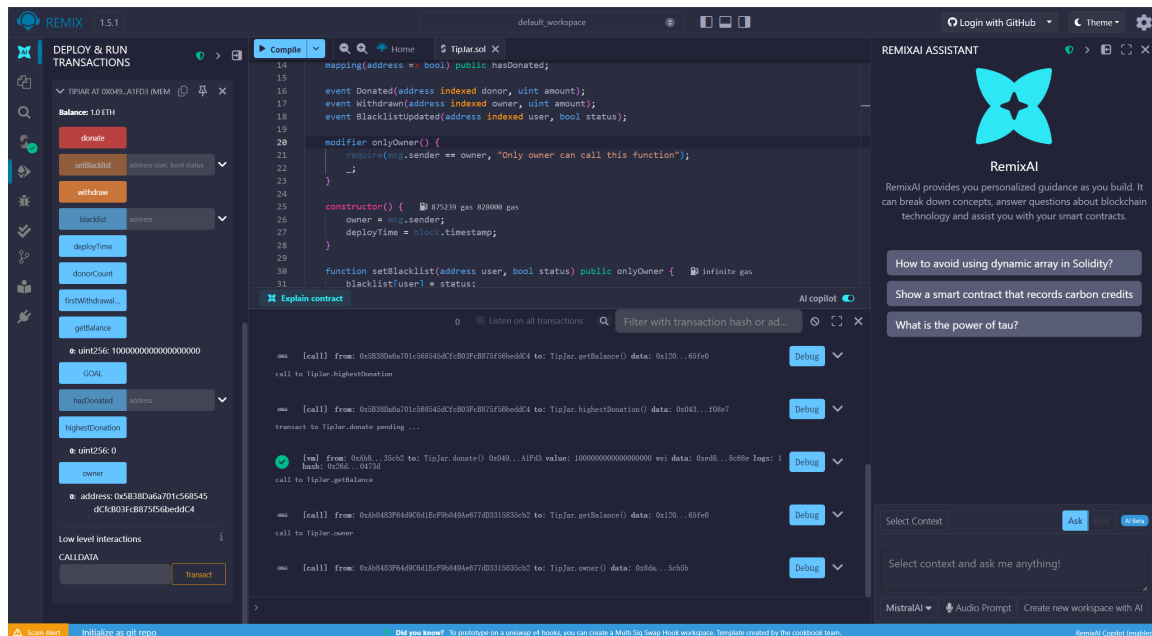 REMIX 1.5.1
default_workspace
Login with GitHub
Theme
DEPLOY & RUN
TRANSACTIONS
TIPJAR AT 0X049...A1FD3 (MEM
Balance: 1.0 ETH
donate
setBlacklist address user, bool status
withdraw
blacklist address
deployTime
donorCount
firstWithdrawal...
getBalance
0: uint256: 1000000000000000000
GOAL
hasDonated address
highestDonation
0: uint256: 0
owner
0: address: 0x5B38Da6a701c568545
dCfcB03FcB875f56beddC4
Low level interactions
CALLDATA
Transact
Compile
Home
TipJar.sol
14 mapping(address => bool) public hasDonated;
15
16 event Donated(address indexed donor, uint amount);
17 event Withdrawn(address indexed owner, uint amount);
18 event BlacklistUpdated(address indexed user, bool status);
19
20 modifier onlyOwner() {
21 require(msg.sender == owner, "Only owner can call this function");
22 _;
23 }
24
25 constructor() { 875239 gas 828000 gas
26 owner = msg.sender;
27 deployTime = block.timestamp;
28 }
29
30 function setBlacklist(address user, bool status) public onlyOwner { infinite gas
31 blacklist[user] = status;
Explain contract
AI copilot
0 Listen on all transactions
Filter with transaction hash or ad...
[call] from: 0x5B38Da6a701c568545dCfcB03FcB875f56beddC4 to: TipJar.getBalance() data: 0x120...65fe0
Debug
call to TipJar.highestDonation
[call] from: 0x5B38Da6a701c568545dCfcB03FcB875f56beddC4 to: TipJar.highestDonation() data: 0x043...f08e7
Debug
transact to TipJar.donate pending ...
[vm] from: 0xAb8...35cb2 to: TipJar.donate() 0x049...A1Fd3 value: 1000000000000000000 wei data: 0xed8...8c68e logs: 1
hash: 0x26d...0473d
Debug
call to TipJar.getBalance
[call] from: 0xAb8483F64d9C6d1EcF9b849Ae677dD3315835cb2 to: TipJar.getBalance() data: 0x120...65fe0
Debug
call to TipJar.owner
[call] from: 0xAb8483F64d9C6d1EcF9b849Ae677dD3315835cb2 to: TipJar.owner() data: 0x8da...5cb5b
Debug
>
REMIXAI ASSISTANT
RemixAI
RemixAI provides you personalized guidance as you build. It
can break down concepts, answer questions about blockchain
technology and assist you with your smart contracts.
How to avoid using dynamic array in Solidity?
Show a smart contract that records carbon credits
What is the power of tau?
Select Context
Ask
Edit
AI Beta
Select context and ask me anything!
MistralAI
Audio Prompt
Create new workspace with AI
Scam Alert
Initialize as git repo
Did you know? To prototype on a uniswap v4 hooks, you can create a Multi Sig Swap Hook workspace. Template created by the cookbook team.
RemixAI Copilot (enabled